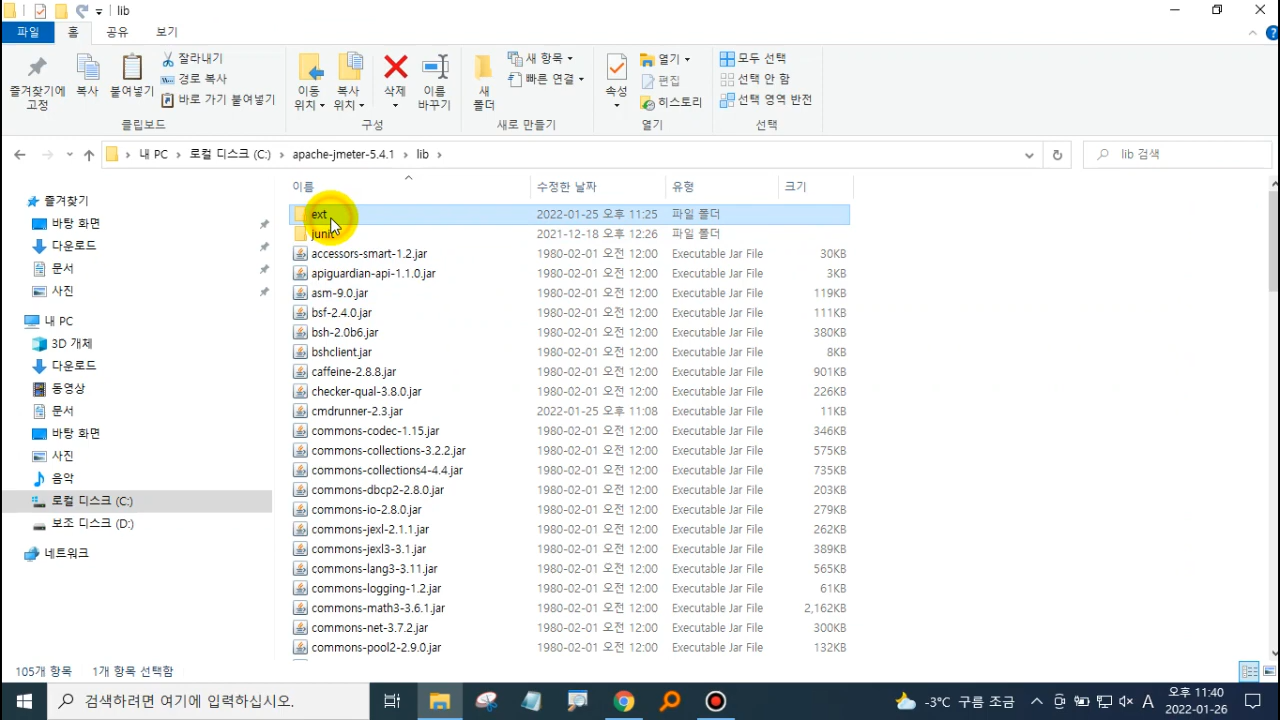 lib
파일 홈 공유 보기
즐겨찾기에 고정
복사
붙여넣기
잘라내기
경로 복사
바로 가기 붙여넣기
클립보드
이동 위치
복사 위치
삭제
이름 바꾸기
구성
새 폴더
새 항목
빠른 연결
새로 만들기
속성
열기
편집
히스토리
열기
모두 선택
선택 안 함
선택 영역 반전
선택
내 PC > 로컬 디스크 (C:) > apache-jmeter-5.4.1 > lib >
lib 검색
즐겨찾기
바탕 화면
다운로드
문서
사진
내 PC
3D 개체
다운로드
동영상
문서
바탕 화면
사진
음악
로컬 디스크 (C:)
보조 디스크 (D:)
네트워크
이름 수정한 날짜 유형 크기
ext 2022-01-25 오후 11:25 파일 폴더
junit 2021-12-18 오후 12:26 파일 폴더
accessors-smart-1.2.jar 1980-02-01 오전 12:00 Executable Jar File 30KB
apiguardian-api-1.1.0.jar 1980-02-01 오전 12:00 Executable Jar File 3KB
asm-9.0.jar 1980-02-01 오전 12:00 Executable Jar File 119KB
bsf-2.4.0.jar 1980-02-01 오전 12:00 Executable Jar File 111KB
bsh-2.0b6.jar 1980-02-01 오전 12:00 Executable Jar File 380KB
bshclient.jar 1980-02-01 오전 12:00 Executable Jar File 8KB
caffeine-2.8.8.jar 1980-02-01 오전 12:00 Executable Jar File 901KB
checker-qual-3.8.0.jar 1980-02-01 오전 12:00 Executable Jar File 226KB
cmdrunner-2.3.jar 2022-01-25 오후 11:08 Executable Jar File 11KB
commons-codec-1.15.jar 1980-02-01 오전 12:00 Executable Jar File 346KB
commons-collections-3.2.2.jar 1980-02-01 오전 12:00 Executable Jar File 575KB
commons-collections4-4.4.jar 1980-02-01 오전 12:00 Executable Jar File 735KB
commons-dbcp2-2.8.0.jar 1980-02-01 오전 12:00 Executable Jar File 203KB
commons-io-2.8.0.jar 1980-02-01 오전 12:00 Executable Jar File 279KB
commons-jexl-2.1.1.jar 1980-02-01 오전 12:00 Executable Jar File 262KB
commons-jexl3-3.1.jar 1980-02-01 오전 12:00 Executable Jar File 389KB
commons-lang3-3.11.jar 1980-02-01 오전 12:00 Executable Jar File 565KB
commons-logging-1.2.jar 1980-02-01 오전 12:00 Executable Jar File 61KB
commons-math3-3.6.1.jar 1980-02-01 오전 12:00 Executable Jar File 2,162KB
commons-net-3.7.2.jar 1980-02-01 오전 12:00 Executable Jar File 300KB
commons-pool2-2.9.0.jar 1980-02-01 오전 12:00 Executable Jar File 132KB
105개 항목 1개 항목 선택함
검색하려면 여기에 입력하십시오.
-3°C 구름 조금
A
오후 11:40
2022-01-26